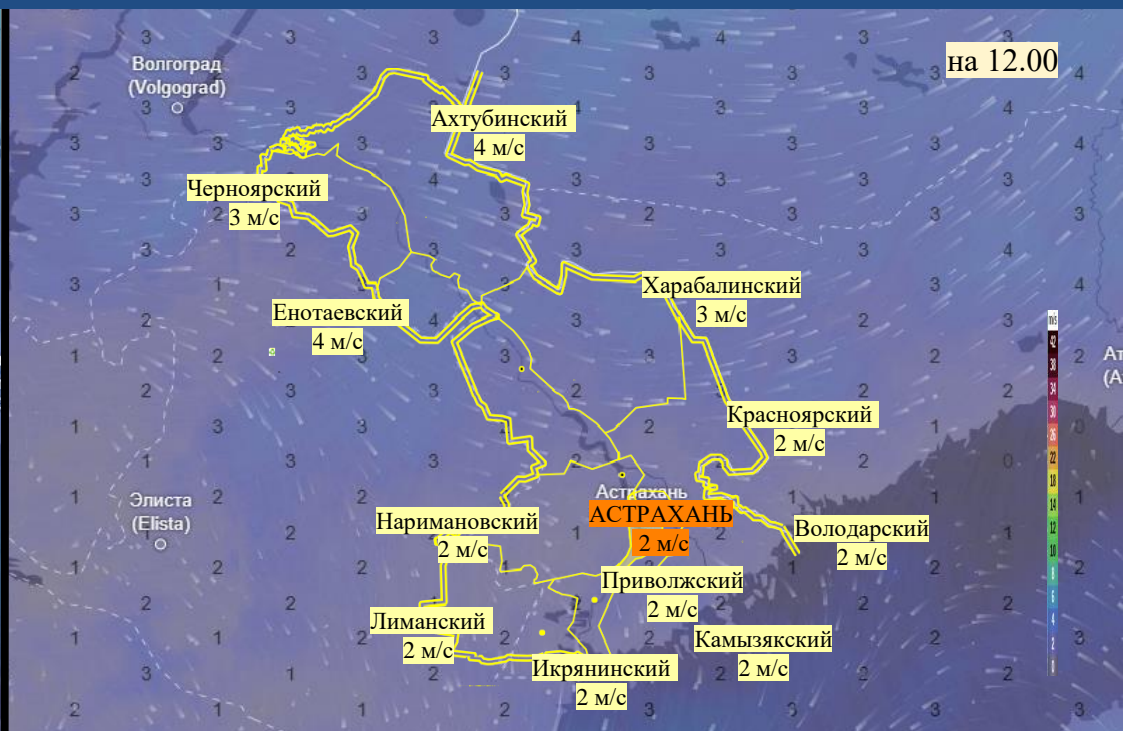 на 12.00
Волгоград
(Volgograd)
Ахтубинский
4 м/с
Черноярский
3 м/с
Харабалинский
3 м/с
Енотаевский
4 м/с
Ат
(A
Красноярский
2 м/с
Элиста
(Elista)
Астрахань
АСТРАХАНЬ
2 м/с
Наримановский
2 м/с
Володарский
2 м/с
Приволжский
2 м/с
Лиманский
2 м/с
Камызякский
2 м/с
Икрянинский
2 м/с